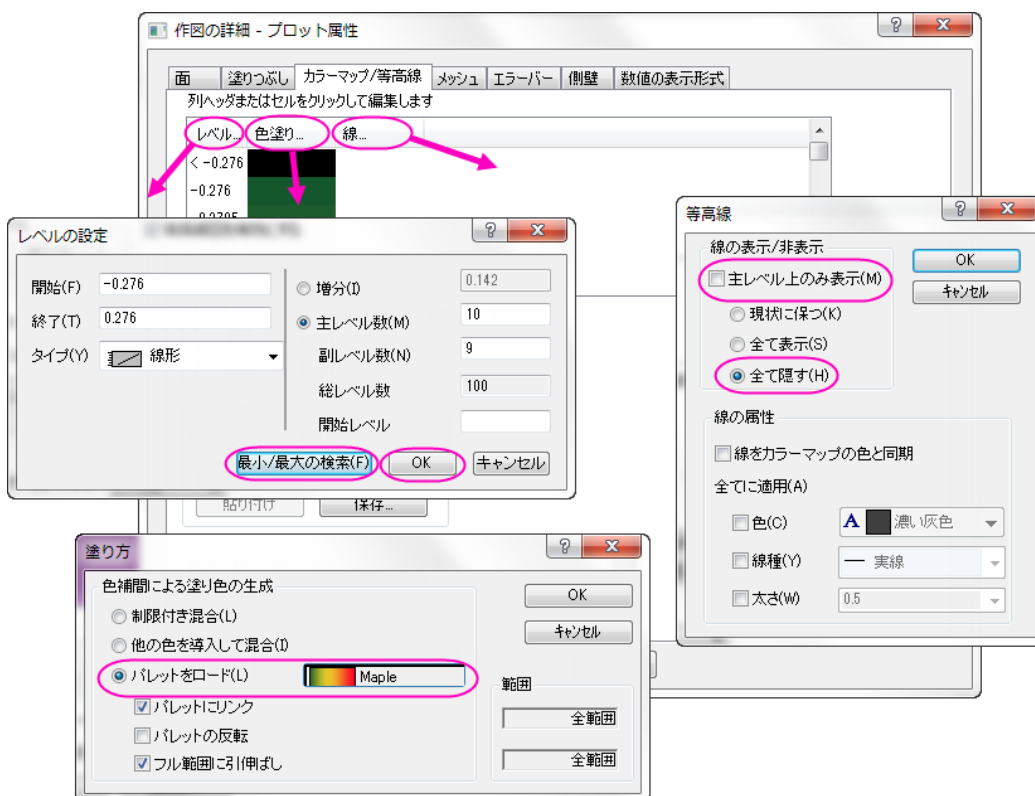 作図の詳細 - プロット属性
面 塗りつぶし カラーマップ/等高線 メッシュ エラーバー 側壁 数値の表示形式
列ヘッダまたはセルをクリックして編集します
レベル... 色塗り... 線...
< -0.276
-0.276
レベルの設定
開始(F) -0.276
終了(T) 0.276
タイプ(Y) 線形
増分(I) 0.142
主レベル数(M) 10
副レベル数(N) 9
総レベル数 100
開始レベル
最小/最大の検索(F) OK キャンセル
貼り付け 保存...
等高線
線の表示/非表示
主レベル上のみ表示(M)
現状に保つ(K)
全て表示(S)
全て隠す(H)
OK
キャンセル
線の属性
線をカラーマップの色と同期
全てに適用(A)
色(C) A 濃い灰色
線種(Y) 実線
太さ(W) 0.5
塗り方
色補間による塗り色の生成
制限付き混合(L)
他の色を導入して混合(I)
パレットをロード(L) Maple
パレットにリンク
パレットの反転
フル範囲に引伸ばし
OK
キャンセル
範囲
全範囲
全範囲